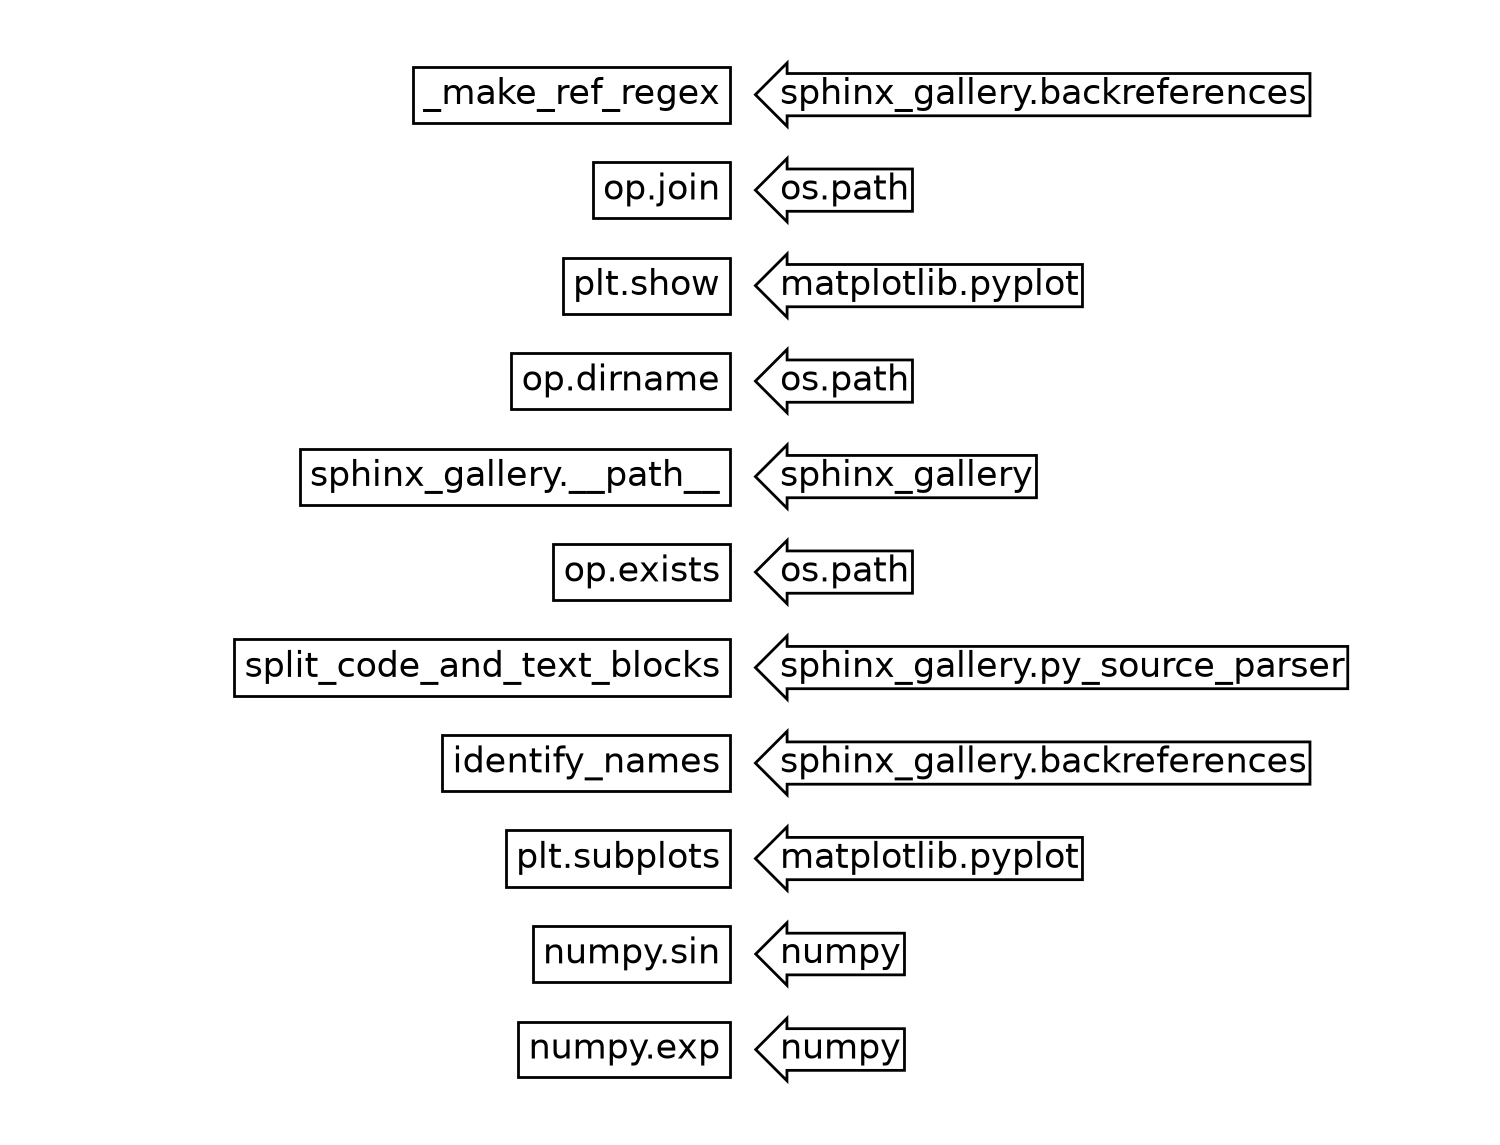 _make_ref_regex sphinx_gallery.backreferences
op.join os.path
plt.show matplotlib.pyplot
op.dirname os.path
sphinx_gallery.__path__ sphinx_gallery
op.exists os.path
split_code_and_text_blocks sphinx_gallery.py_source_parser
identify_names sphinx_gallery.backreferences
plt.subplots matplotlib.pyplot
numpy.sin numpy
numpy.exp numpy